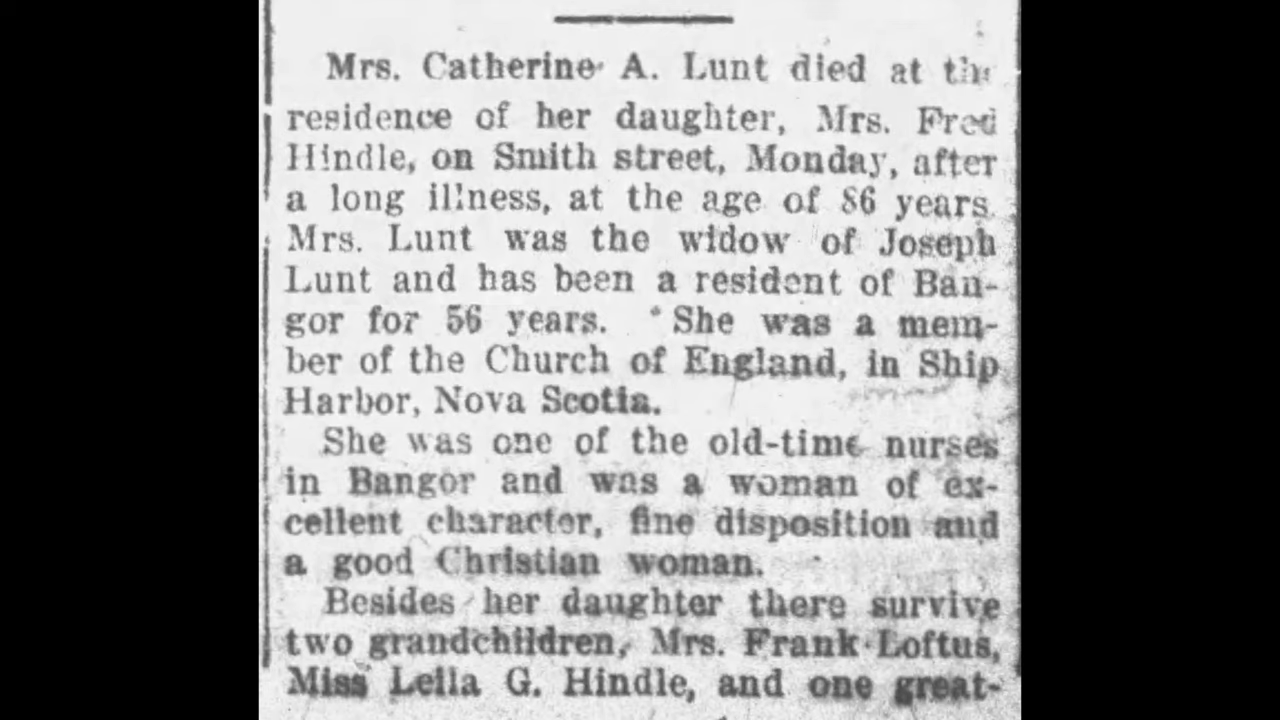 Mrs. Catherine A. Lunt died at the
residence of her daughter, Mrs. Fred
Hindle, on Smith street, Monday, after
a long illness, at the age of 86 years.
Mrs. Lunt was the widow of Joseph
Lunt and has been a resident of Ban-
gor for 56 years. She was a mem-
ber of the Church of England, in Ship
Harbor, Nova Scotia.
She was one of the old-time nurses
in Bangor and was a woman of ex-
cellent character, fine disposition and
a good Christian woman.
Besides her daughter there survive
two grandchildren, Mrs. Frank Loftus,
Miss Leila G. Hindle, and one great-